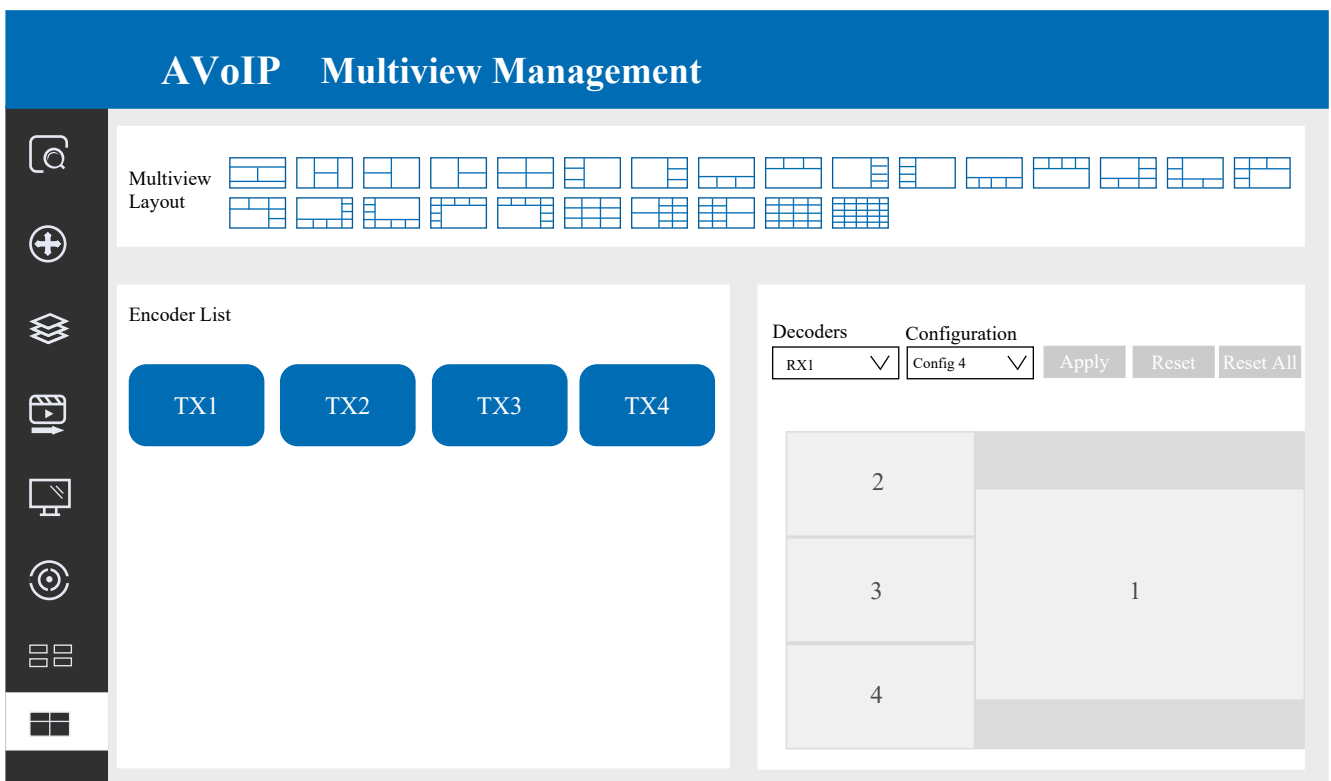 AVoIP Multiview Management
Multiview
Layout
Encoder List
TX1 TX2 TX3 TX4
Decoders Configuration
RX1 Config 4 Apply Reset Reset All
2
3 1
4